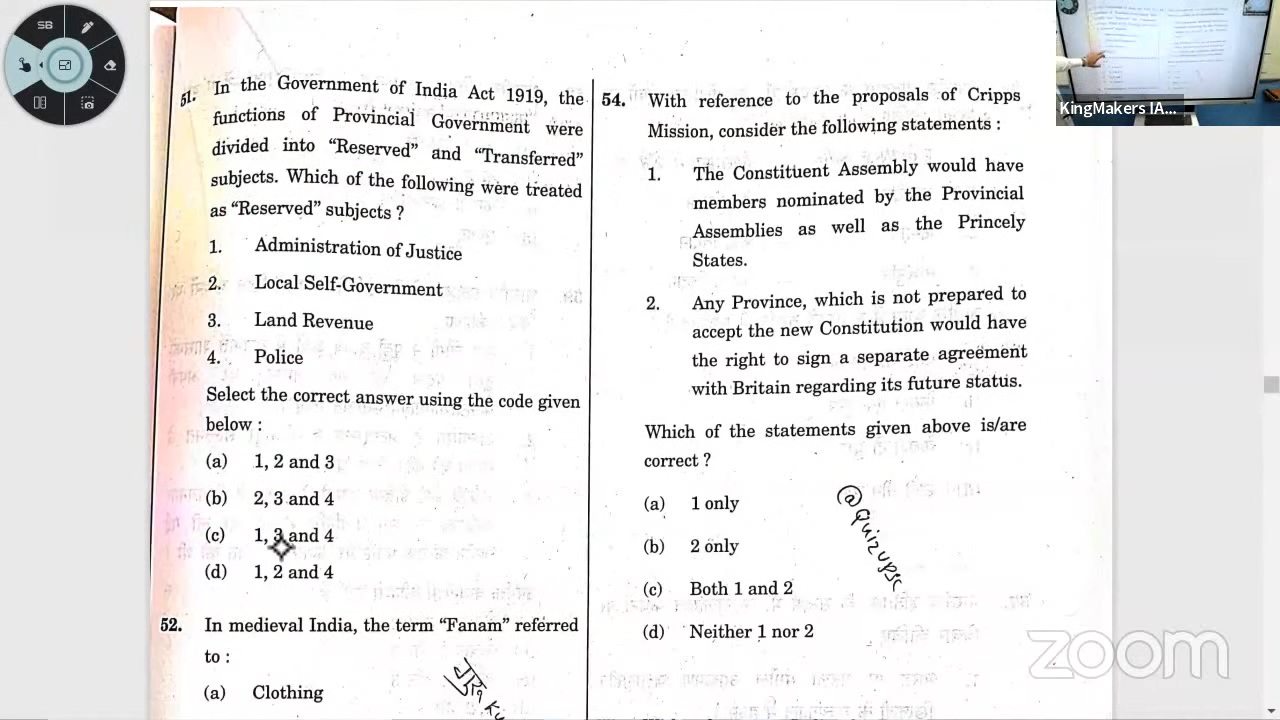 SB
KingMakers IA...
51. In the Government of India Act 1919, the
functions of Provincial Government were
divided into “Reserved” and “Transferred”
subjects. Which of the following were treated
as “Reserved” subjects ?
1. Administration of Justice
2. Local Self-Government
3. Land Revenue
4. Police
Select the correct answer using the code given
below :
(a) 1, 2 and 3
(b) 2, 3 and 4
(c) 1, 3 and 4
(d) 1, 2 and 4
52. In medieval India, the term “Fanam” referred
to :
(a) Clothing
54. With reference to the proposals of Cripps
Mission, consider the following statements :
1. The Constituent Assembly would have
members nominated by the Provincial
Assemblies as well as the Princely
States.
2. Any Province, which is not prepared to
accept the new Constitution would have
the right to sign a separate agreement
with Britain regarding its future status.
Which of the statements given above is/are
correct ?
(a) 1 only
(b) 2 only
(c) Both 1 and 2
(d) Neither 1 nor 2
@Quizupsc
zoom